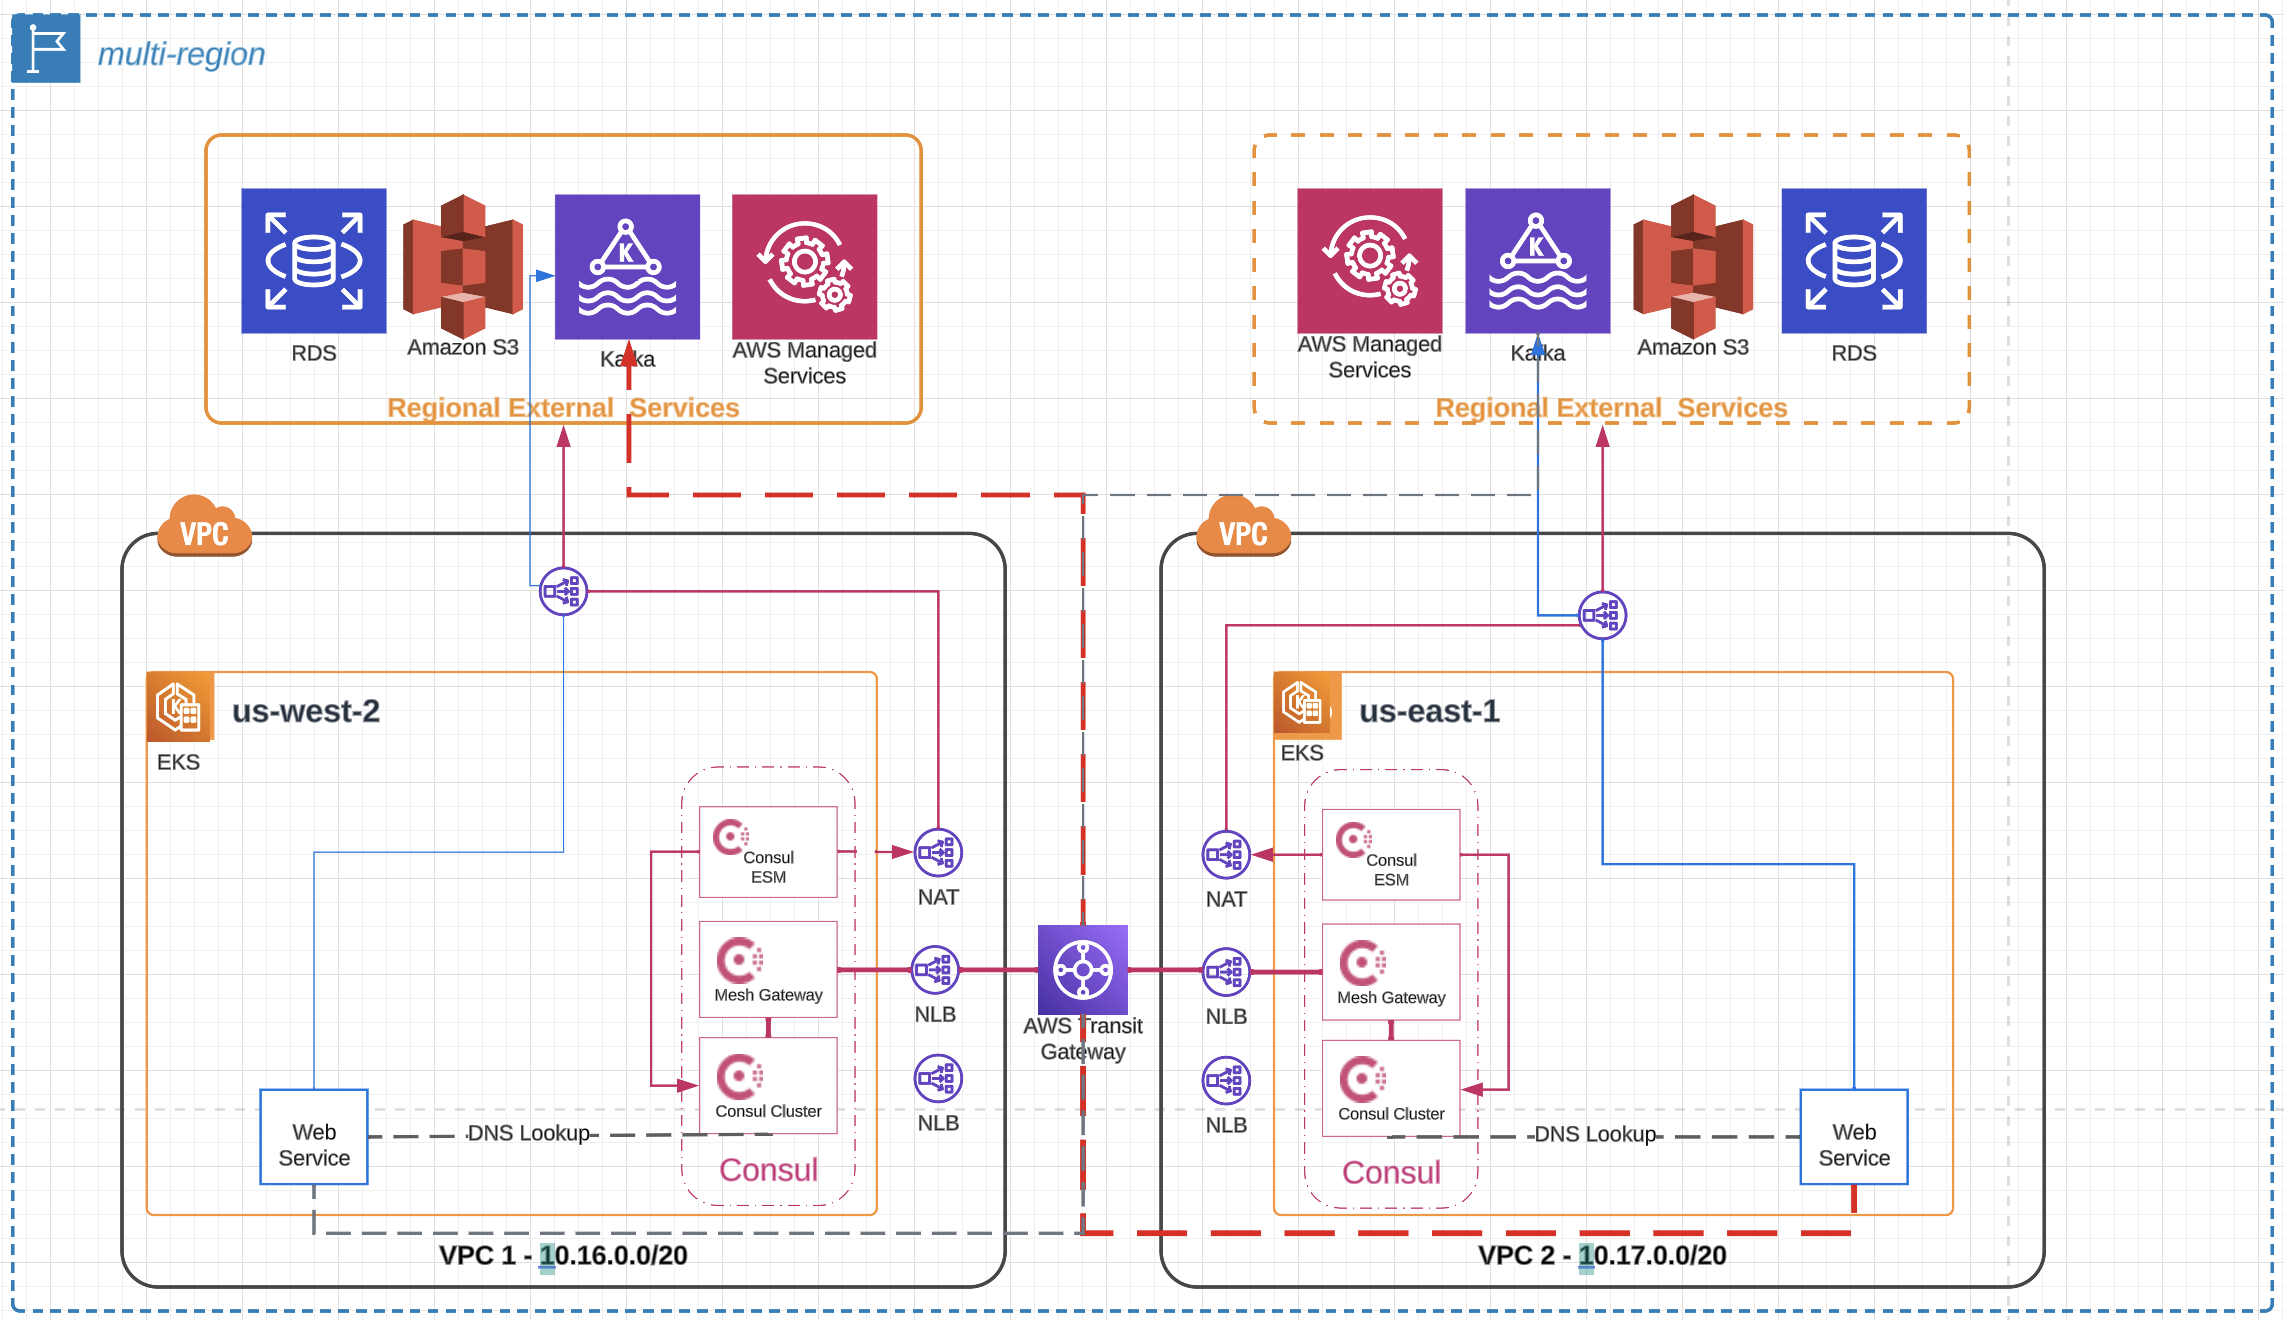 multi-region
RDS
Amazon S3
Kafka
AWS Managed
Services
Regional External  Services
AWS Managed
Services
Kafka
Amazon S3
RDS
Regional External  Services
VPC
VPC
EKS
us-west-2
Consul
ESM
NAT
Mesh Gateway
NLB
Consul Cluster
NLB
Web
Service
DNS Lookup
Consul
VPC 1 - 10.16.0.0/20
AWS Transit
Gateway
EKS
us-east-1
NAT
Consul
ESM
NLB
Mesh Gateway
NLB
Consul Cluster
DNS Lookup
Web
Service
Consul
VPC 2 - 10.17.0.0/20